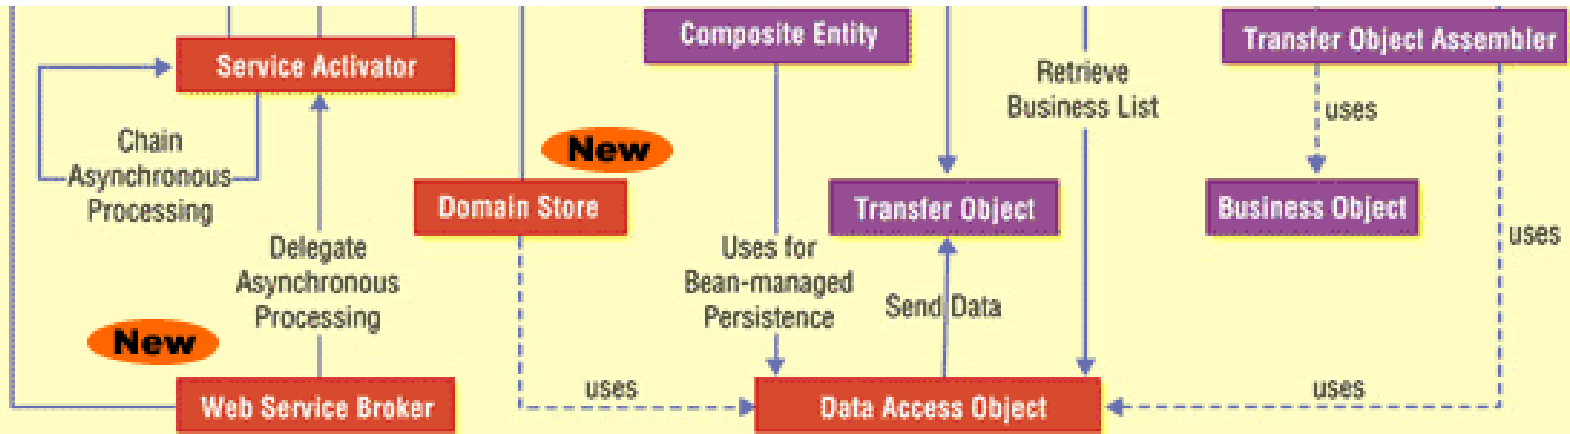 Composite Entity
Transfer Object Assembler
Service Activator
Retrieve
Business List
uses
Chain
Asynchronous
Processing
New
Domain Store
Transfer Object
Business Object
uses
Delegate
Asynchronous
Processing
Uses for
Bean-managed
Persistence
Send Data
New
Web Service Broker
uses
Data Access Object
uses